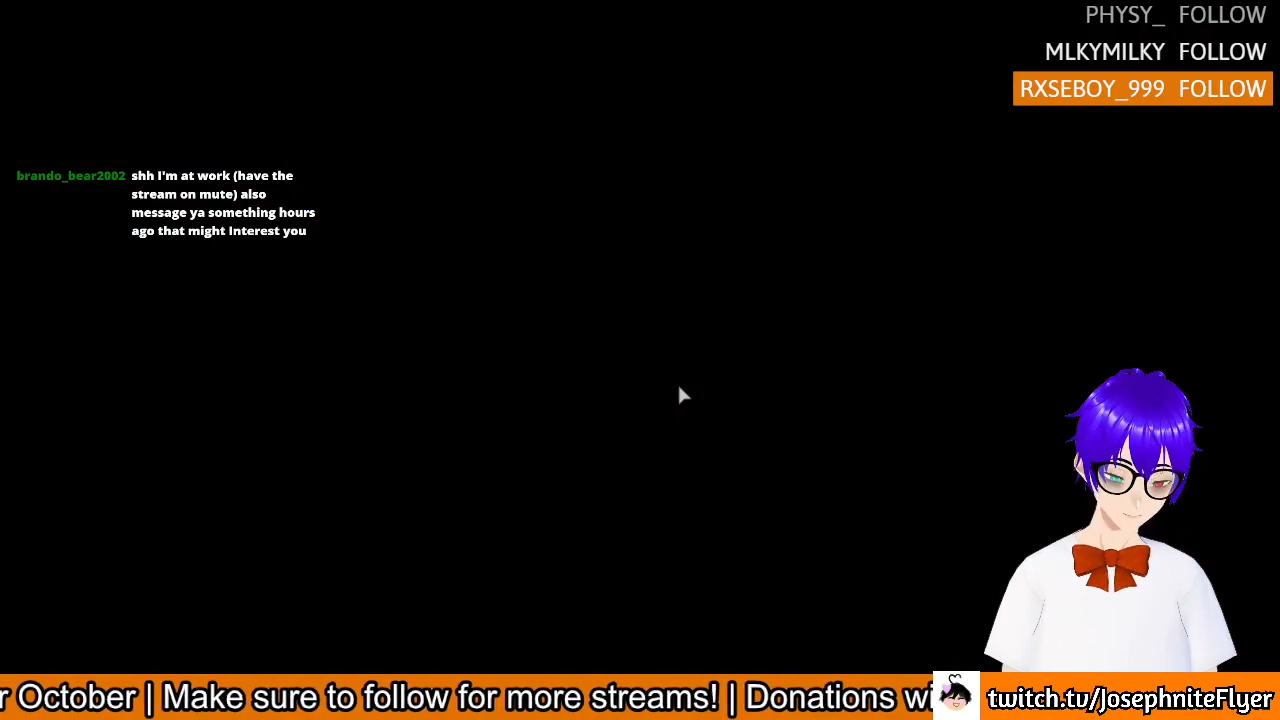 PHYSY_ FOLLOW
MLKYMILKY FOLLOW
RXSEBOY_999 FOLLOW
brando_bear2002 shh I'm at work (have the
stream on mute) also
message ya something hours
ago that might Interest you
r October | Make sure to follow for more streams! | Donations wi
twitch.tv/JosephniteFlyer